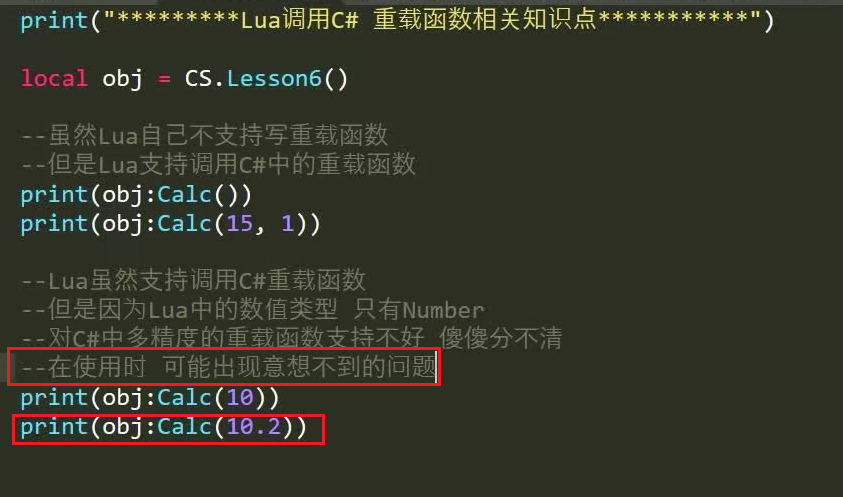 print("*********Lua调用C# 重载函数相关知识点***********")
local obj = CS.Lesson6()
--虽然Lua自己不支持写重载函数
--但是Lua支持调用C#中的重载函数
print(obj:Calc())
print(obj:Calc(15, 1))
--Lua虽然支持调用C#重载函数
--但是因为Lua中的数值类型 只有Number
--对C#中多精度的重载函数支持不好 傻傻分不清
--在使用时 可能出现意想不到的问题
print(obj:Calc(10))
print(obj:Calc(10.2))